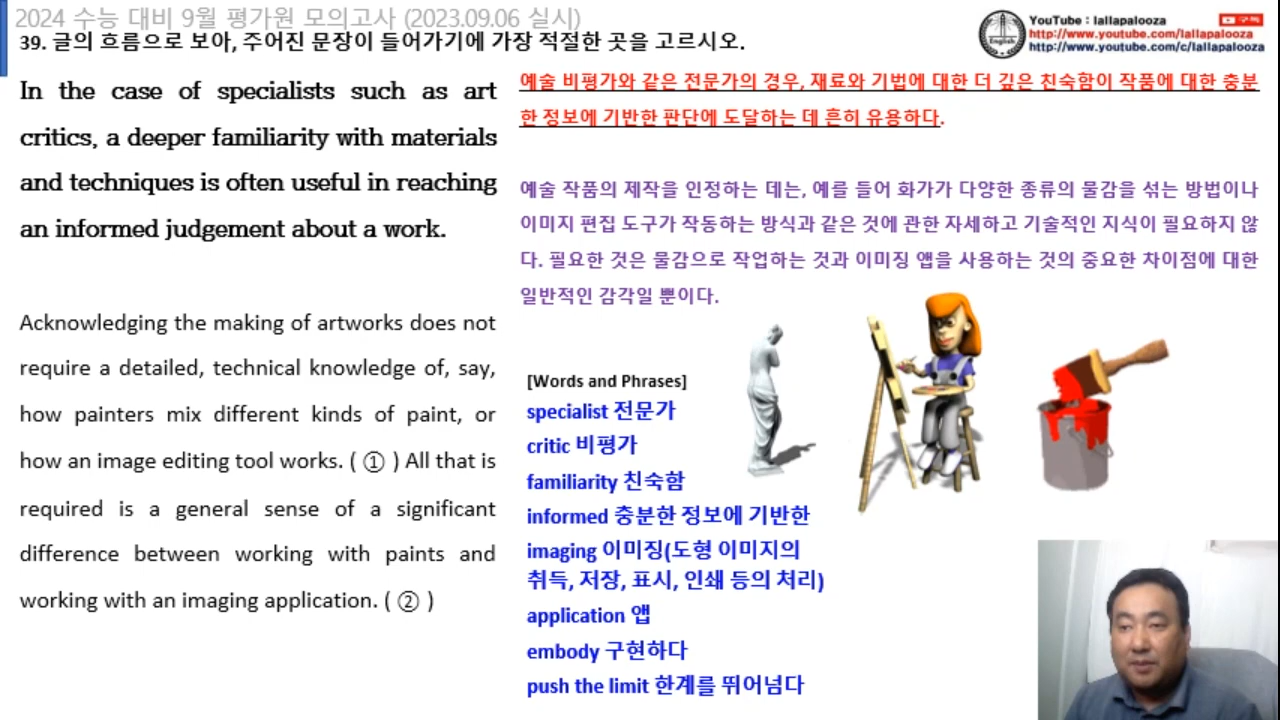 2024 수능 대비 9월 평가원 모의고사 (2023.09.06 실시)
39. 글의 흐름으로 보아, 주어진 문장이 들어가기에 가장 적절한 곳을 고르시오.
YouTube : lallapalooza
구독
http://www.youtube.com/lallapalooza
http://www.youtube.com/c/lallapalooza
English
In the case of specialists such as art
critics, a deeper familiarity with materials
and techniques is often useful in reaching
an informed judgement about a work.
Acknowledging the making of artworks does not
require a detailed, technical knowledge of, say,
how painters mix different kinds of paint, or
how an image editing tool works. ( ① ) All that is
required is a general sense of a significant
difference between working with paints and
working with an imaging application. ( ② )
예술 비평가와 같은 전문가의 경우, 재료와 기법에 대한 더 깊은 친숙함이 작품에 대한 충분
한 정보에 기반한 판단에 도달하는 데 흔히 유용하다.
예술 작품의 제작을 인정하는 데는, 예를 들어 화가가 다양한 종류의 물감을 섞는 방법이나
이미지 편집 도구가 작동하는 방식과 같은 것에 관한 자세하고 기술적인 지식이 필요하지 않
다. 필요한 것은 물감으로 작업하는 것과 이미징 앱을 사용하는 것의 중요한 차이점에 대한
일반적인 감각일 뿐이다.
[Words and Phrases]
specialist 전문가
critic 비평가
familiarity 친숙함
informed 충분한 정보에 기반한
imaging 이미징(도형 이미지의
취득, 저장, 표시, 인쇄 등의 처리)
application 앱
embody 구현하다
push the limit 한계를 뛰어넘다